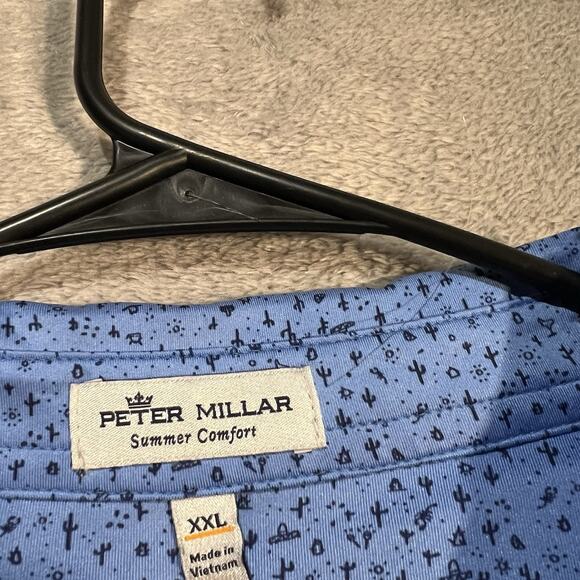 PETER MILLAR
Summer Comfort
XXL
Made in
Vietnam